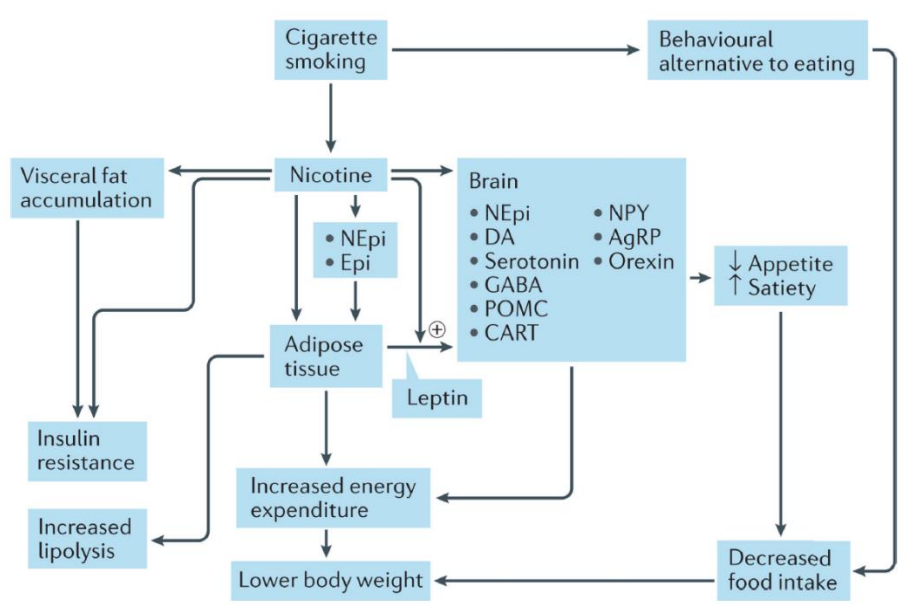 Cigarette
smoking
Behavioural
alternative to eating
Visceral fat
accumulation
Nicotine
• NEpi
• Epi
Brain
• NEpi
• DA
• Serotonin
• GABA
• POMC
• CART
• NPY
• AgRP
• Orexin
↓ Appetite
↑ Satiety
Adipose
tissue
⊕
Leptin
Insulin
resistance
Increased energy
expenditure
Increased
lipolysis
Lower body weight
Decreased
food intake